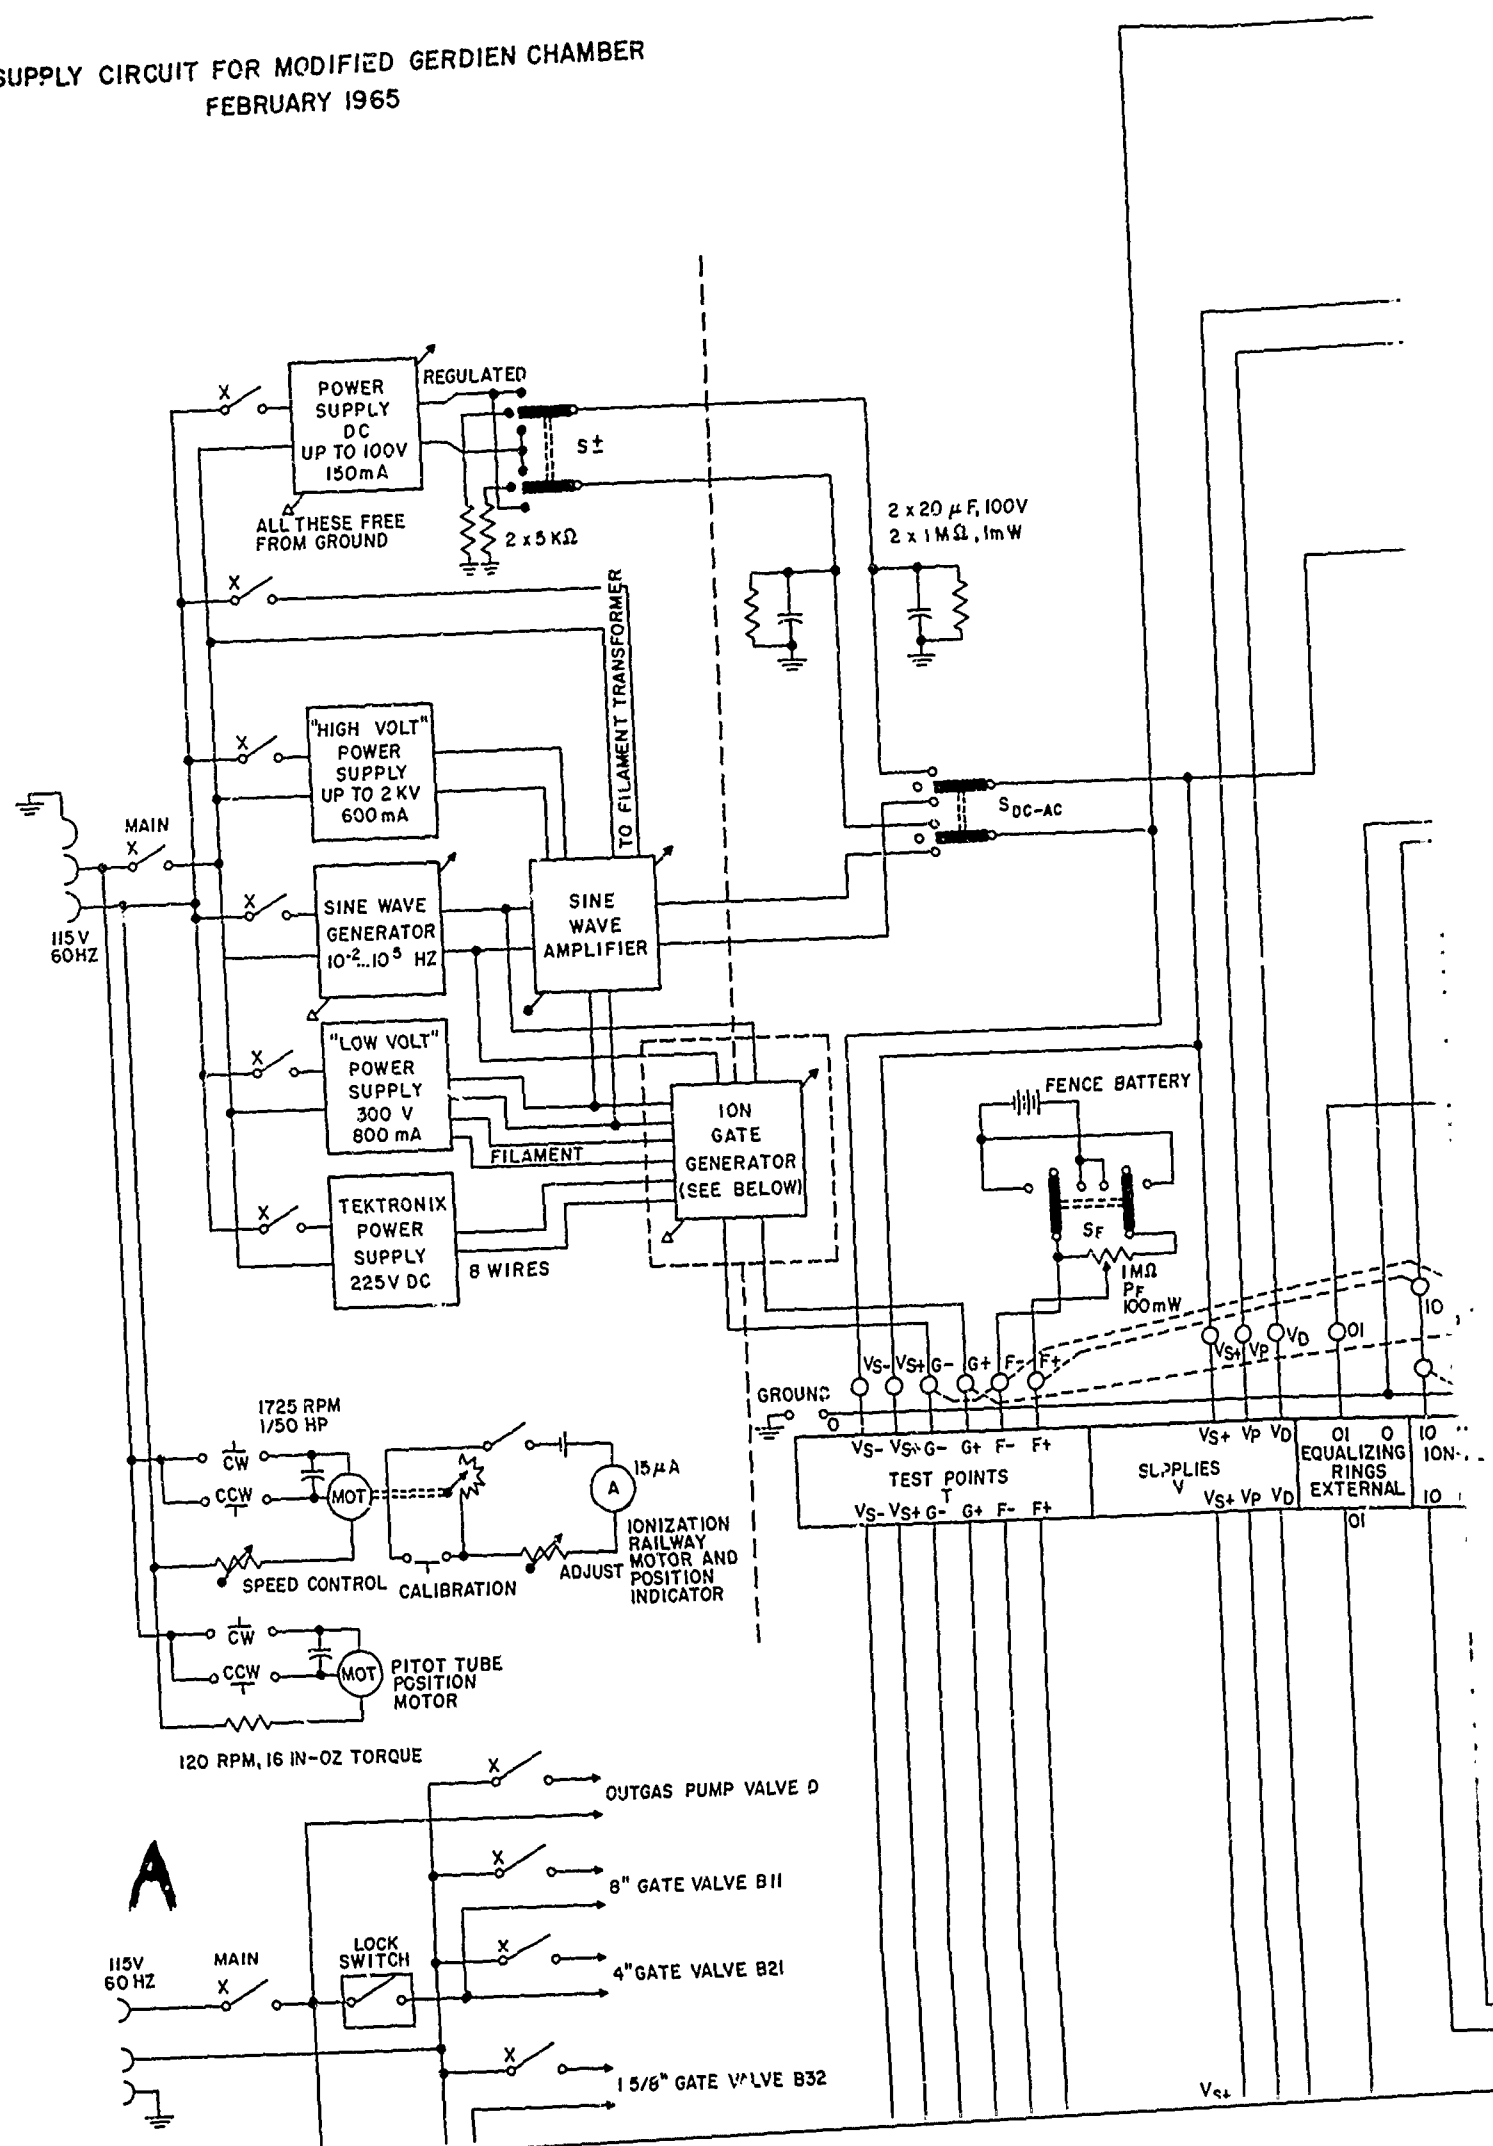 SUPPLY CIRCUIT FOR MODIFIED GERDIEN CHAMBER
FEBRUARY 1965
X
POWER
SUPPLY
DC
UP TO 100V
150mA
REGULATED
S±
ALL THESE FREE
FROM GROUND
2 x 5 KΩ
2 x 20 μF, 100V
2 x 1 MΩ, 1mW
X
TO FILAMENT TRANSFORMER
X
"HIGH VOLT"
POWER
SUPPLY
UP TO 2 KV
600 mA
S DC-AC
MAIN
X
115V
60HZ
X
SINE WAVE
GENERATOR
10-2...105 HZ
SINE
WAVE
AMPLIFIER
X
"LOW VOLT"
POWER
SUPPLY
300 V
800 mA
FILAMENT
ION
GATE
GENERATOR
(SEE BELOW)
FENCE BATTERY
SF
1MΩ
PF
100mW
X
TEKTRONIX
POWER
SUPPLY
225V DC
8 WIRES
VS- VS+ G- G+ F- F+
VS+ VP VD 01 10
GROUND
0
VS- VS+ G- G+ F- F+
TEST POINTS
T
VS- VS+ G- G+ F- F+
VS+ VP VD
SUPPLIES
V
VS+ VP VD
01 0
EQUALIZING
RINGS
EXTERNAL
01
10
ION-
10
1725 RPM
1/50 HP
CW
CCW
MOT
SPEED CONTROL
CALIBRATION
ADJUST
A
15μA
IONIZATION
RAILWAY
MOTOR AND
POSITION
INDICATOR
CW
CCW
MOT
PITOT TUBE
POSITION
MOTOR
120 RPM, 16 IN-OZ TORQUE
X
OUTGAS PUMP VALVE D
X
8" GATE VALVE B11
A
115V
60 HZ
MAIN
X
LOCK
SWITCH
X
4" GATE VALVE B21
X
1 5/8" GATE VALVE B32
VS+